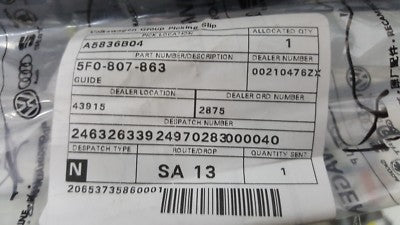 Volkswagen Group Picking Slip
PICK LOCATION ALLOCATED QTY
A5836B04 1
PART NUMBER/DESCRIPTION DEALER NUMBER
5F0-807-863 00210476ZX
GUIDE
DEALER LOCATION DEALER ORD NUMBER
43915 2875
DESPATCH NUMBER
246326339 24970283000040
DESPATCH TYPE ROUTE/DROP QUANTITY SENT
N SA 13 1
20653735860001